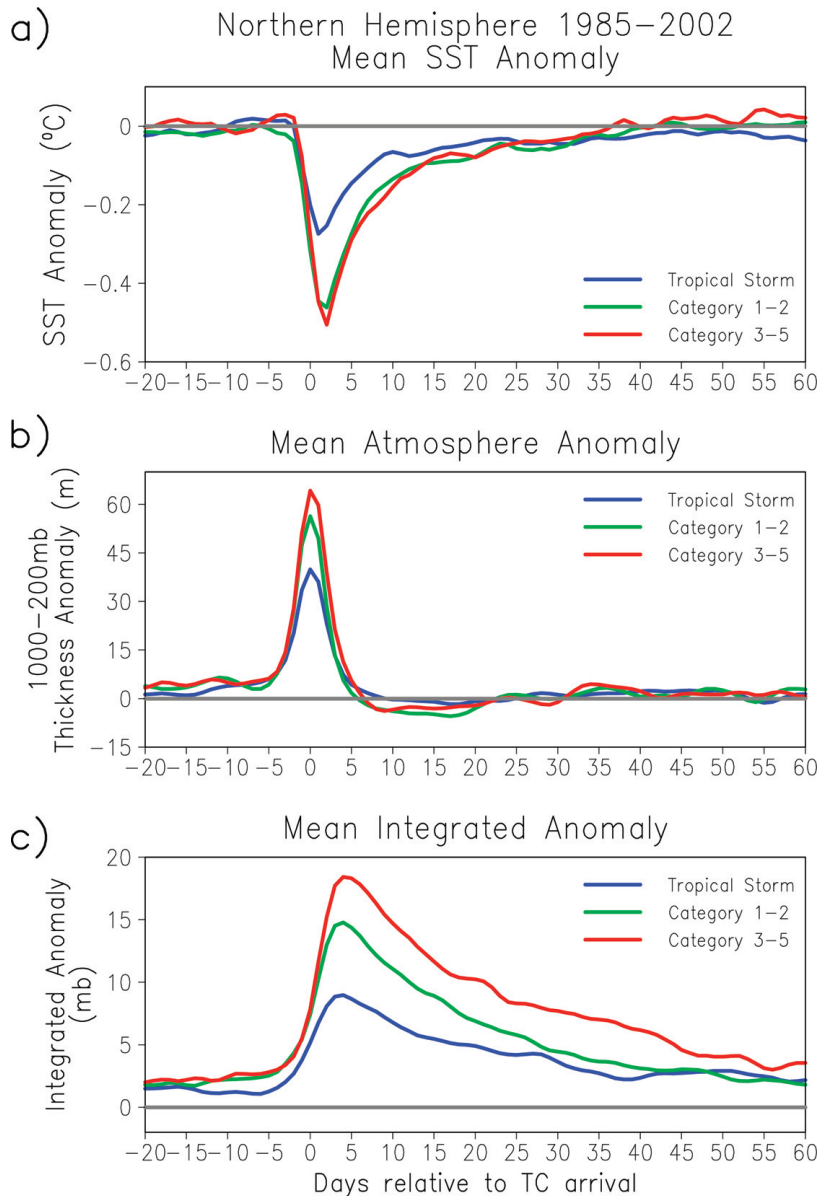 a)
Northern Hemisphere 1985-2002
Mean SST Anomaly
SST Anomaly (ºC)
0
-0.2
-0.4
-0.6
Tropical Storm
Category 1-2
Category 3-5
-20 -15 -10 -5 0 5 10 15 20 25 30 35 40 45 50 55 60
b)
Mean Atmosphere Anomaly
1000-200mb
Thickness Anomaly (m)
60
45
30
15
0
-15
Tropical Storm
Category 1-2
Category 3-5
-20 -15 -10 -5 0 5 10 15 20 25 30 35 40 45 50 55 60
c)
Mean Integrated Anomaly
Integrated Anomaly
(mb)
20
15
10
5
0
Tropical Storm
Category 1-2
Category 3-5
-20 -15 -10 -5 0 5 10 15 20 25 30 35 40 45 50 55 60
Days relative to TC arrival